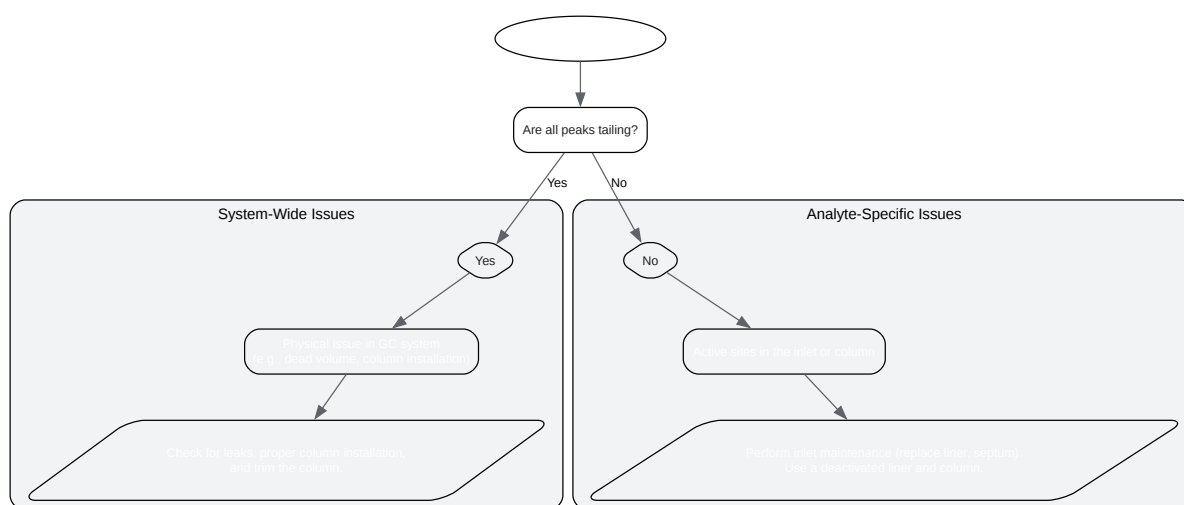 Are all peaks tailing?
Yes
No
System-Wide Issues
Analyte-Specific Issues
Yes
No
Physical issue in GC system
(e.g., dead volume, column installation)
Active sites in the inlet or column
Check for leaks, proper column installation,
and trim the column.
Perform inlet maintenance (replace liner, septum).
Use a deactivated liner and column.